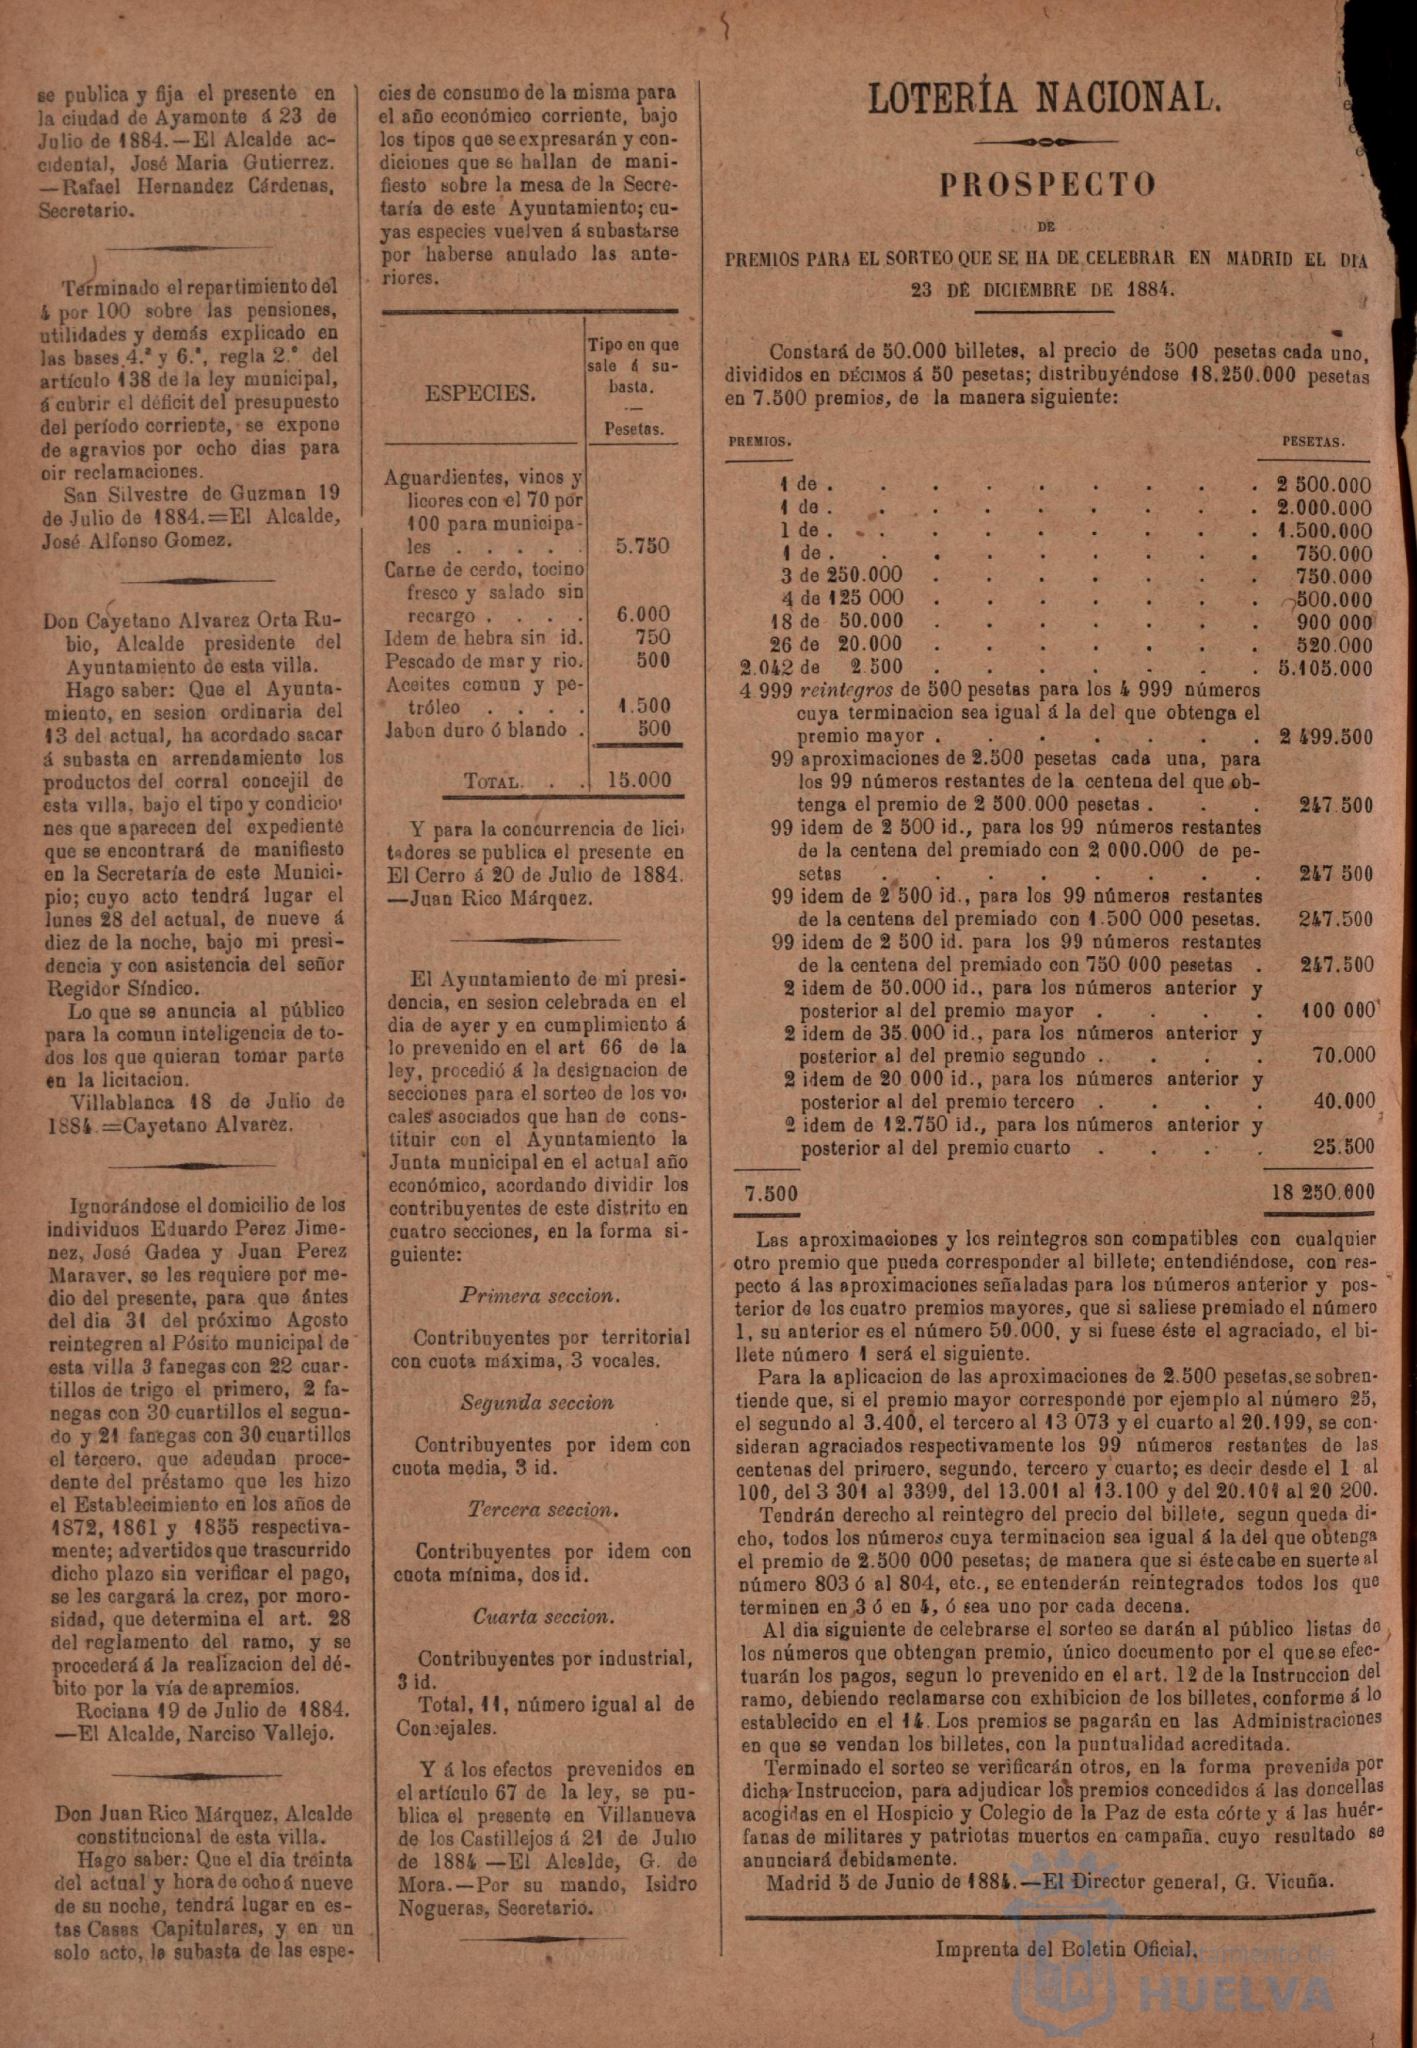 se publica y fija el presente en
la ciudad de Ayamonte á 23 de
Julio de 1884.—El Alcalde ac-
cidental, José Maria Gutierrez.
—Rafael Hernandez Cárdenas,
Secretario.
Terminado el repartimiento del
4 por 100 sobre las pensiones,
utilidades y demás explicado en
las bases 4.ª y 6.ª, regla 2.ª del
artículo 138 de la ley municipal,
á cubrir el déficit del presupuesto
del período corriente, se expone
de agravios por ocho dias para
oir reclamaciones.
San Silvestre de Guzman 19
de Julio de 1884.=El Alcalde,
José Alfonso Gomez.
Don Cayetano Alvarez Orta Ru-
bio, Alcalde presidente del
Ayuntamiento de esta villa.
Hago saber: Que el Ayunta-
miento, en sesion ordinaria del
13 del actual, ha acordado sacar
á subasta en arrendamiento los
productos del corral concejil de
esta villa, bajo el tipo y condicio-
nes que aparecen del expediente
que se encontrará de manifiesto
en la Secretaría de este Munici-
pio; cuyo acto tendrá lugar el
lunes 28 del actual, de nueve á
diez de la noche, bajo mi presi-
dencia y con asistencia del señor
Regidor Síndico.
Lo que se anuncia al público
para la comun inteligencia de to-
dos los que quieran tomar parte
en la licitacion.
Villablanca 18 de Julio de
1884.=Cayetano Alvarez.
Ignorándose el domicilio de los
individuos Eduardo Perez Jime-
nez, José Gadea y Juan Perez
Maraver, se les requiere por me-
dio del presente, para que ántes
del dia 31 del próximo Agosto
reintegren al Pósito municipal de
esta villa 3 fanegas con 22 cuar-
tillos de trigo el primero, 2 fa-
negas con 30 cuartillos el segun-
do y 21 fanegas con 30 cuartillos
el tercero, que adeudan proce-
dente del préstamo que les hizo
el Establecimiento en los años de
1872, 1861 y 1855 respectiva-
mente; advertidos que trascurrido
dicho plazo sin verificar el pago,
se les cargará la crez, por moro-
sidad, que determina el art. 28
del reglamento del ramo, y se
procederá á la realizacion del dé-
bito por la vía de apremios.
Rociana 19 de Julio de 1884.
—El Alcalde, Narciso Vallejo.
Don Juan Rico Márquez, Alcalde
constitucional de esta villa.
Hago saber: Que el dia treinta
del actual y hora de ocho á nueve
de su noche, tendrá lugar en es-
tas Casas Capitulares, y en un
solo acto, la subasta de las espe-
cies de consumo de la misma para
el año económico corriente, bajo
los tipos que se expresarán y con-
diciones que se hallan de mani-
fiesto sobre la mesa de la Secre-
taría de este Ayuntamiento; cu-
yas especies vuelven á subastarse
por haberse anulado las ante-
riores.
ESPECIES.
Tipo en que
sale á su-
basta.
—
Pesetas.
Aguardientes, vinos y
licores con el 70 por
100 para municipa-
les . . . . . 5.750
Carne de cerdo, tocino
fresco y salado sin
recargo . . . . 6.000
Idem de hebra sin id. 750
Pescado de mar y rio. 500
Aceites comun y pe-
tróleo . . . . 1.500
Jabon duro ó blando . 500
TOTAL. . . 15.000
Y para la concurrencia de lici-
tadores se publica el presente en
El Cerro á 20 de Julio de 1884.
—Juan Rico Márquez.
El Ayuntamiento de mi presi-
dencia, en sesion celebrada en el
dia de ayer y en cumplimiento á
lo prevenido en el art 66 de la
ley, procedió á la designacion de
secciones para el sorteo de los vo-
cales asociados que han de cons-
tituir con el Ayuntamiento la
Junta municipal en el actual año
económico, acordando dividir los
contribuyentes de este distrito en
cuatro secciones, en la forma si-
guiente:
Primera seccion.
Contribuyentes por territorial
con cuota máxima, 3 vocales.
Segunda seccion
Contribuyentes por idem con
cuota media, 3 id.
Tercera seccion.
Contribuyentes por idem con
cuota mínima, dos id.
Cuarta seccion.
Contribuyentes por industrial,
3 id.
Total, 11, número igual al de
Concejales.
Y á los efectos prevenidos en
el artículo 67 de la ley, se pu-
blica el presente en Villanueva
de los Castillejos á 21 de Julio
de 1884—El Alcalde, G. de
Mora.—Por su mando, Isidro
Nogueras, Secretario.
LOTERÍA NACIONAL.
PROSPECTO
DE
PREMIOS PARA EL SORTEO QUE SE HA DE CELEBRAR EN MADRID EL DIA
23 DE DICIEMBRE DE 1884.
Constará de 50.000 billetes, al precio de 500 pesetas cada uno,
divididos en DÉCIMOS á 50 pesetas; distribuyéndose 18.250.000 pesetas
en 7.500 premios, de la manera siguiente:
PREMIOS. PESETAS.
1 de . . . . . . . . . 2 500.000
1 de . . . . . . . . . 2.000.000
1 de . . . . . . . . . 1.500.000
1 de . . . . . . . . . 750.000
3 de 250.000 . . . . . . . 750.000
4 de 125 000 . . . . . . . 500.000
18 de 50.000 . . . . . . . 900 000
26 de 20.000 . . . . . . . 520.000
2.042 de 2.500 . . . . . . . 5.105.000
4 999 reintegros de 500 pesetas para los 4 999 números
cuya terminacion sea igual á la del que obtenga el
premio mayor . . . . . . . 2 499.500
99 aproximaciones de 2.500 pesetas cada una, para
los 99 números restantes de la centena del que ob-
tenga el premio de 2 500.000 pesetas . . . 247.500
99 idem de 2 500 id., para los 99 números restantes
de la centena del premiado con 2 000.000 de pe-
setas . . . . . . . . 247 500
99 idem de 2 500 id., para los 99 números restantes
de la centena del premiado con 1.500 000 pesetas. 247.500
99 idem de 2 500 id. para los 99 números restantes
de la centena del premiado con 750 000 pesetas . 247.500
2 idem de 50.000 id., para los números anterior y
posterior al del premio mayor . . . . 100 000
2 idem de 35.000 id., para los números anterior y
posterior al del premio segundo . . . . 70.000
2 idem de 20 000 id., para los números anterior y
posterior al del premio tercero . . . . 40.000
2 idem de 12.750 id., para los números anterior y
posterior al del premio cuarto . . . . 25.500
7.500 18 250.000
Las aproximaciones y los reintegros son compatibles con cualquier
otro premio que pueda corresponder al billete; entendiéndose, con res-
pecto á las aproximaciones señaladas para los números anterior y pos-
terior de los cuatro premios mayores, que si saliese premiado el número
1, su anterior es el número 50.000, y si fuese éste el agraciado, el bi-
llete número 1 será el siguiente.
Para la aplicacion de las aproximaciones de 2.500 pesetas, se sobren-
tiende que, si el premio mayor corresponde por ejemplo al número 25,
el segundo al 3.400, el tercero al 13 073 y el cuarto al 20.199, se con-
sideran agraciados respectivamente los 99 números restantes de las
centenas del primero, segundo, tercero y cuarto; es decir desde el 1 al
100, del 3 301 al 3399, del 13.001 al 13.100 y del 20.101 al 20 200.
Tendrán derecho al reintegro del precio del billete, segun queda di-
cho, todos los números cuya terminacion sea igual á la del que obtenga
el premio de 2.500 000 pesetas; de manera que si éste cabe en suerte al
número 803 ó al 804, etc., se entenderán reintegrados todos los que
terminen en 3 ó en 4, ó sea uno por cada decena.
Al dia siguiente de celebrarse el sorteo se darán al público listas de
los números que obtengan premio, único documento por el que se efec-
tuarán los pagos, segun lo prevenido en el art. 12 de la Instruccion del
ramo, debiendo reclamarse con exhibicion de los billetes, conforme á lo
establecido en el 14. Los premios se pagarán en las Administraciones
en que se vendan los billetes, con la puntualidad acreditada.
Terminado el sorteo se verificarán otros, en la forma prevenida por
dicha Instruccion, para adjudicar los premios concedidos á las doncellas
acogidas en el Hospicio y Colegio de la Paz de esta córte y á las huér-
fanas de militares y patriotas muertos en campaña, cuyo resultado se
anunciará debidamente.
Madrid 5 de Junio de 1884.—El Director general, G. Vicuña.
Imprenta del Boletin Oficial.
Ayuntamiento de
HUELVA